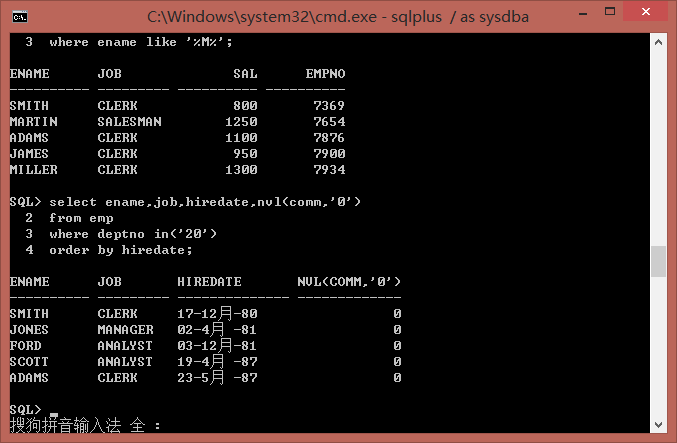 C:\Windows\system32\cmd.exe - sqlplus / as sysdba
3 where ename like '%M%';
ENAME JOB SAL EMPNO
---------- --------- ---------- ----------
SMITH CLERK 800 7369
MARTIN SALESMAN 1250 7654
ADAMS CLERK 1100 7876
JAMES CLERK 950 7900
MILLER CLERK 1300 7934
SQL> select ename,job,hiredate,nvl(comm,'0')
2 from emp
3 where deptno in('20')
4 order by hiredate;
ENAME JOB HIREDATE NVL(COMM,'0')
---------- --------- -------------- -------------
SMITH CLERK 17-12月-80 0
JONES MANAGER 02-4月 -81 0
FORD ANALYST 03-12月-81 0
SCOTT ANALYST 19-4月 -87 0
ADAMS CLERK 23-5月 -87 0
SQL> _
搜狗拼音输入法 全 :